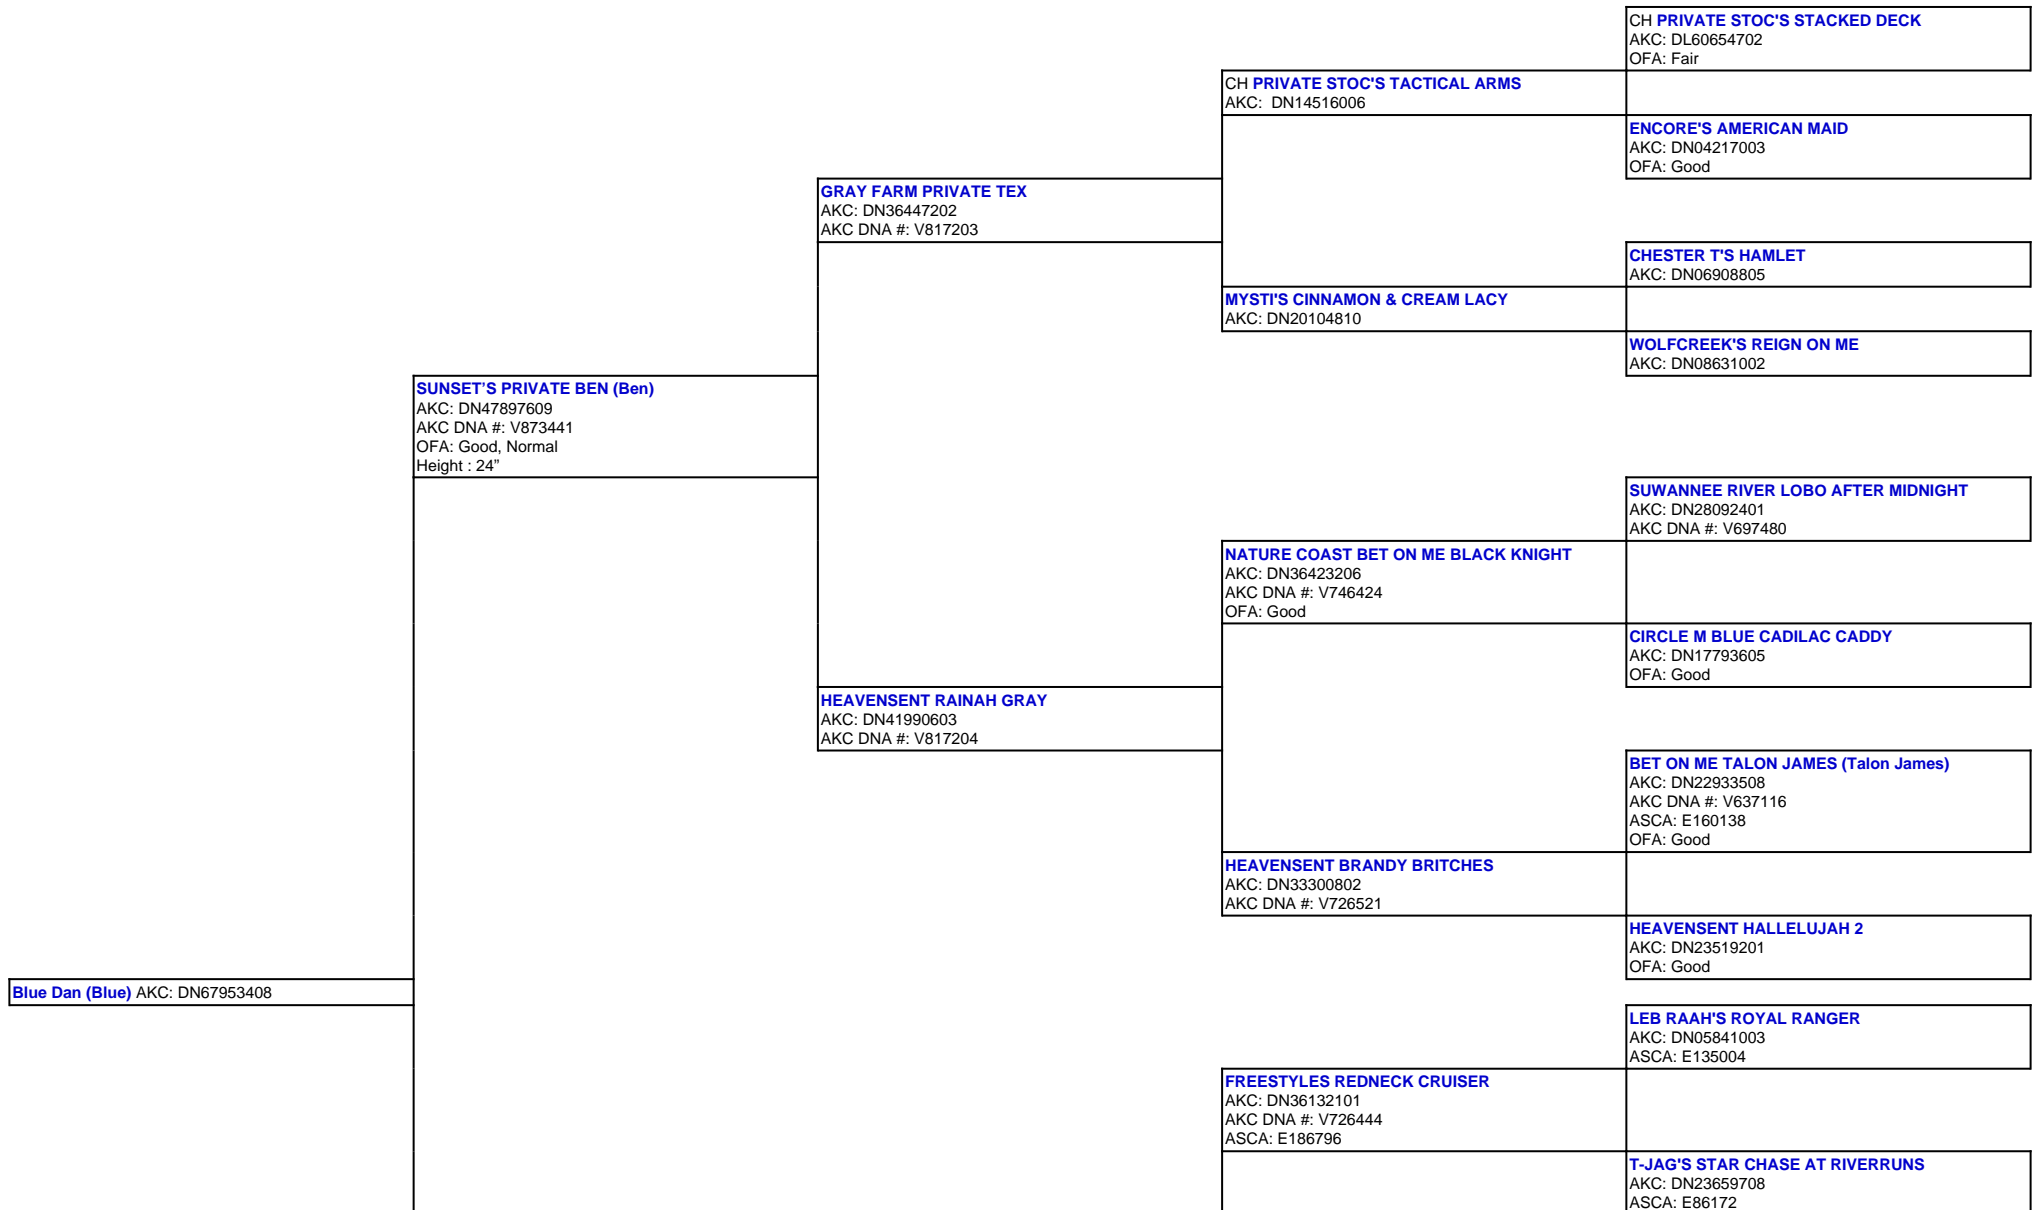 CH PRIVATE STOC'S STACKED DECK
AKC: DL60654702
OFA: Fair
CH PRIVATE STOC'S TACTICAL ARMS
AKC:  DN14516006
ENCORE'S AMERICAN MAID
AKC: DN04217003
OFA: Good
GRAY FARM PRIVATE TEX
AKC: DN36447202
AKC DNA #: V817203
CHESTER T'S HAMLET
AKC: DN06908805
MYSTI'S CINNAMON & CREAM LACY
AKC: DN20104810
WOLFCREEK'S REIGN ON ME
AKC: DN08631002
SUNSET’S PRIVATE BEN (Ben)
AKC: DN47897609
AKC DNA #: V873441
OFA: Good, Normal
Height : 24”
SUWANNEE RIVER LOBO AFTER MIDNIGHT
AKC: DN28092401
AKC DNA #: V697480
NATURE COAST BET ON ME BLACK KNIGHT
AKC: DN36423206
AKC DNA #: V746424
OFA: Good
CIRCLE M BLUE CADILAC CADDY
AKC: DN17793605
OFA: Good
HEAVENSENT RAINAH GRAY
AKC: DN41990603
AKC DNA #: V817204
BET ON ME TALON JAMES (Talon James)
AKC: DN22933508
AKC DNA #: V637116
ASCA: E160138
OFA: Good
HEAVENSENT BRANDY BRITCHES
AKC: DN33300802
AKC DNA #: V726521
HEAVENSENT HALLELUJAH 2
AKC: DN23519201
OFA: Good
Blue Dan (Blue) AKC: DN67953408
LEB RAAH'S ROYAL RANGER
AKC: DN05841003
ASCA: E135004
FREESTYLES REDNECK CRUISER
AKC: DN36132101
AKC DNA #: V726444
ASCA: E186796
T-JAG'S STAR CHASE AT RIVERRUNS
AKC: DN23659708
ASCA: E86172